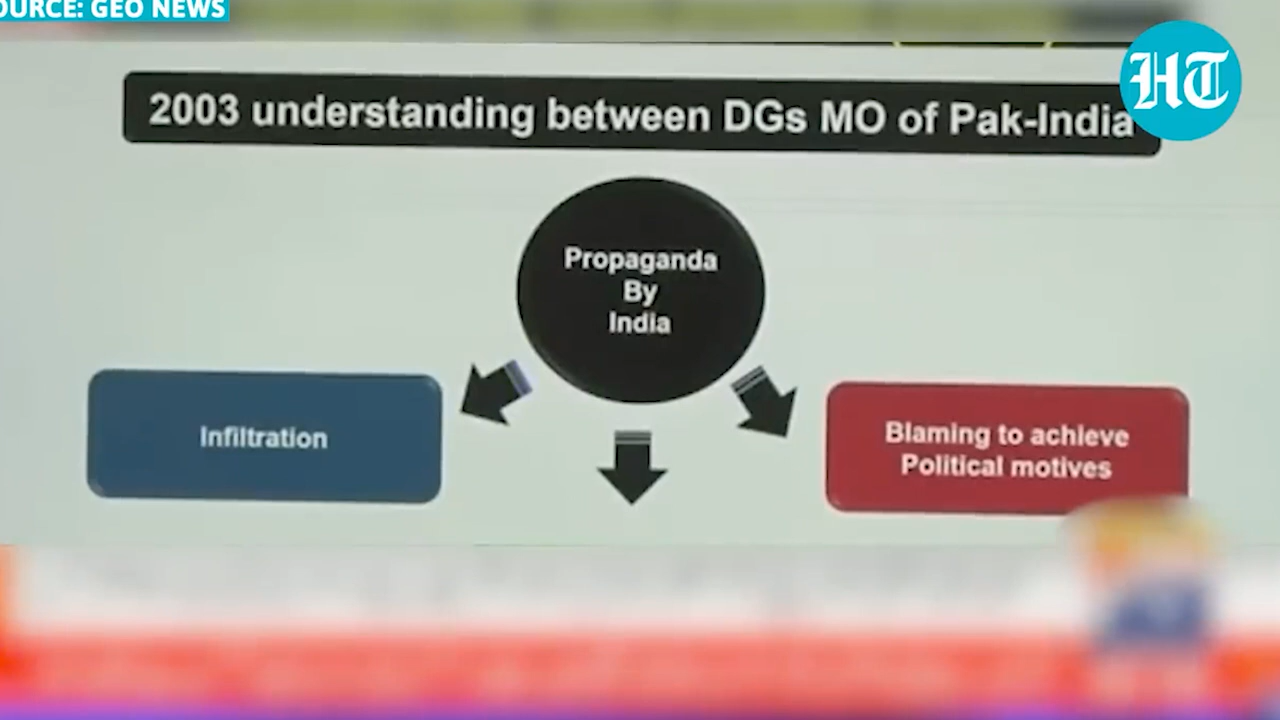 OURCE: GEO NEWS
HT
2003 understanding between DGs MO of Pak-India
Propaganda
By
India
Infiltration
Blaming to achieve
Political motives